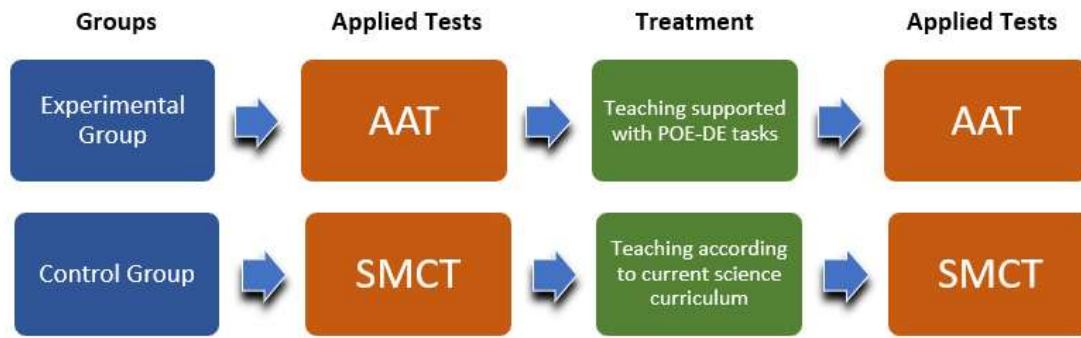 Groups
Applied Tests
Treatment
Applied Tests
Experimental
Group
AAT
Teaching supported
with POE-DE tasks
AAT
Control Group
SMCT
Teaching according
to current science
curriculum
SMCT